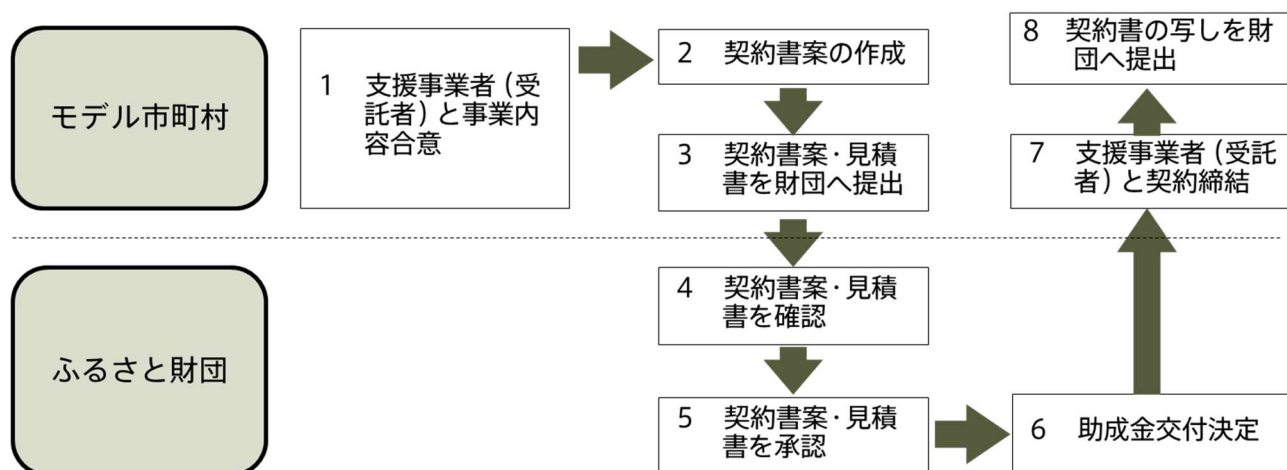 モデル市町村
1 支援事業者（受
託者）と事業内
容合意
2 契約書案の作成
3 契約書案・見積
書を財団へ提出
8 契約書の写しを財
団へ提出
7 支援事業者（受託
者）と契約締結
ふるさと財団
4 契約書案・見積
書を確認
5 契約書案・見積
書を承認
6 助成金交付決定